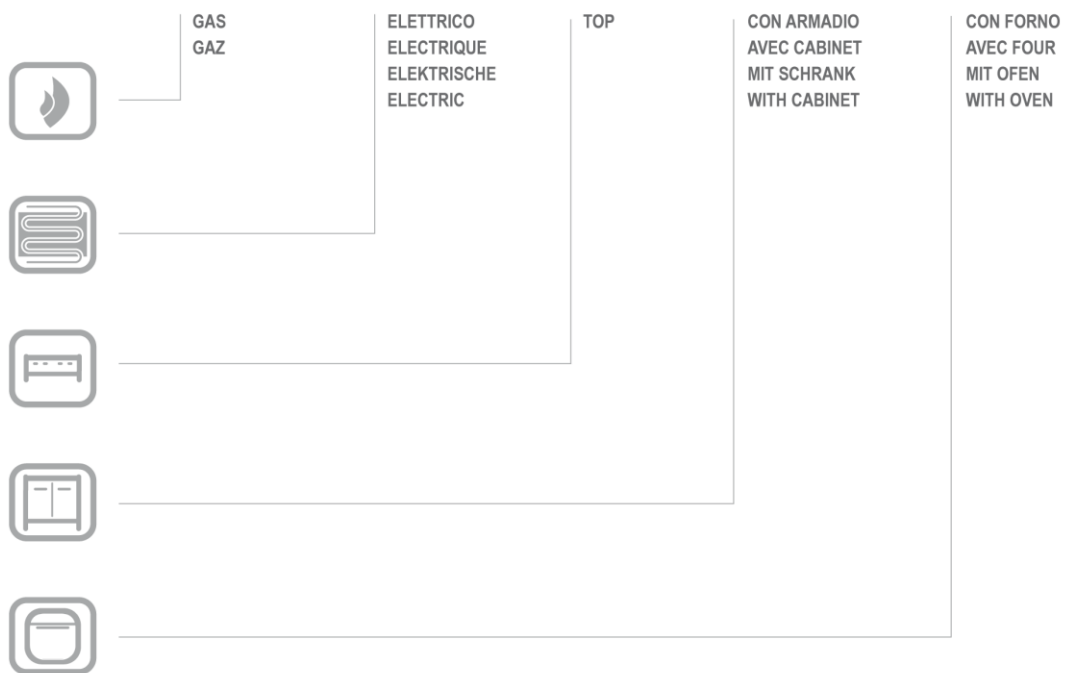 GAS
GAZ
ELETTRICO
ELECTRIQUE
ELEKTRISCHE
ELECTRIC
TOP
CON ARMADIO
AVEC CABINET
MIT SCHRANK
WITH CABINET
CON FORNO
AVEC FOUR
MIT OFEN
WITH OVEN